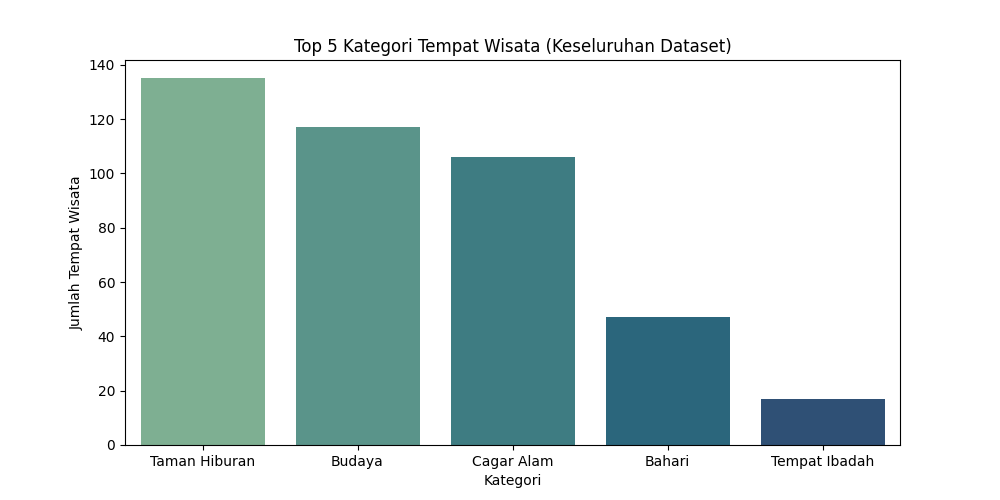 Top 5 Kategori Tempat Wisata (Keseluruhan Dataset)
Jumlah Tempat Wisata
140
120
100
80
60
40
20
0
Taman Hiburan
Budaya
Cagar Alam
Bahari
Tempat Ibadah
Kategori